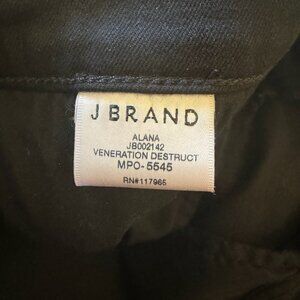 J BRAND
ALANA
JB002142
VENERATION DESTRUCT
MPO-5545
RN#117965